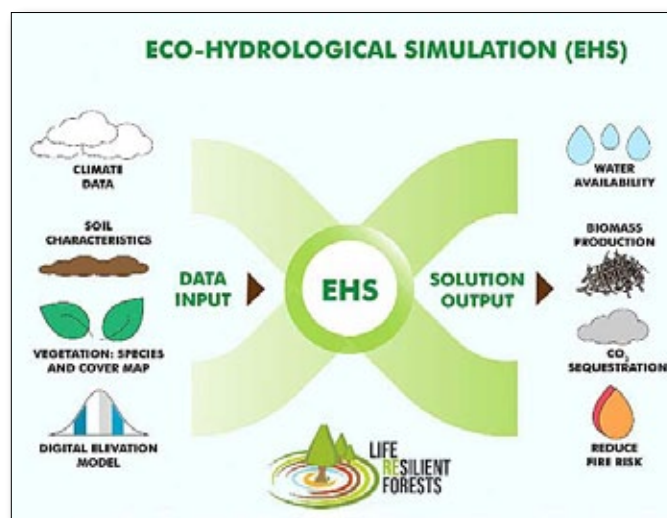 ECO-HYDROLOGICAL SIMULATION (EHS)
CLIMATE
DATA
SOIL
CHARACTERISTICS
VEGETATION: SPECIES
AND COVER MAP
DIGITAL ELEVATION
MODEL
DATA
INPUT
EHS
SOLUTION
OUTPUT
WATER
AVAILABILITY
BIOMASS
PRODUCTION
CO₂
SEQUESTRATION
REDUCE
FIRE RISK
LIFE
RESILIENT
FORESTS